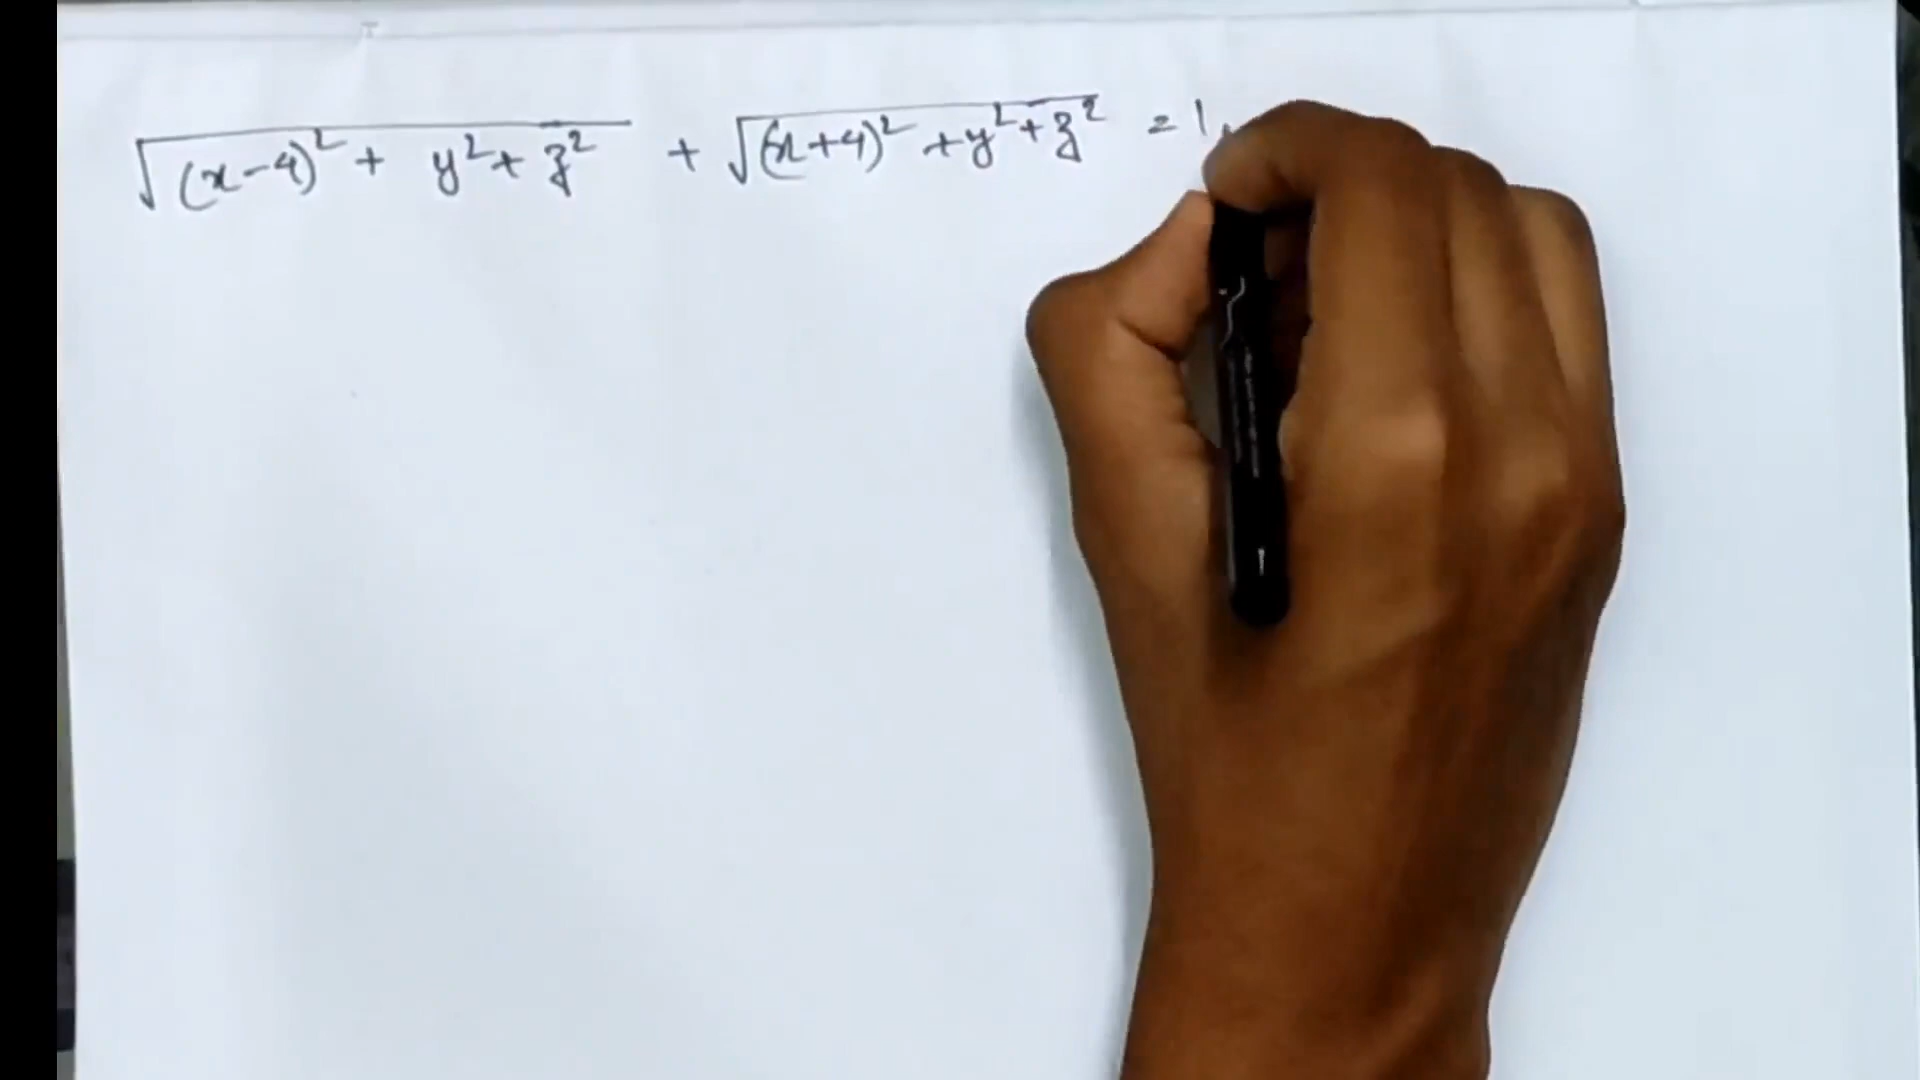 √((x-4)² + y² + z²) + √((x+4)² + y² + z²) = 1